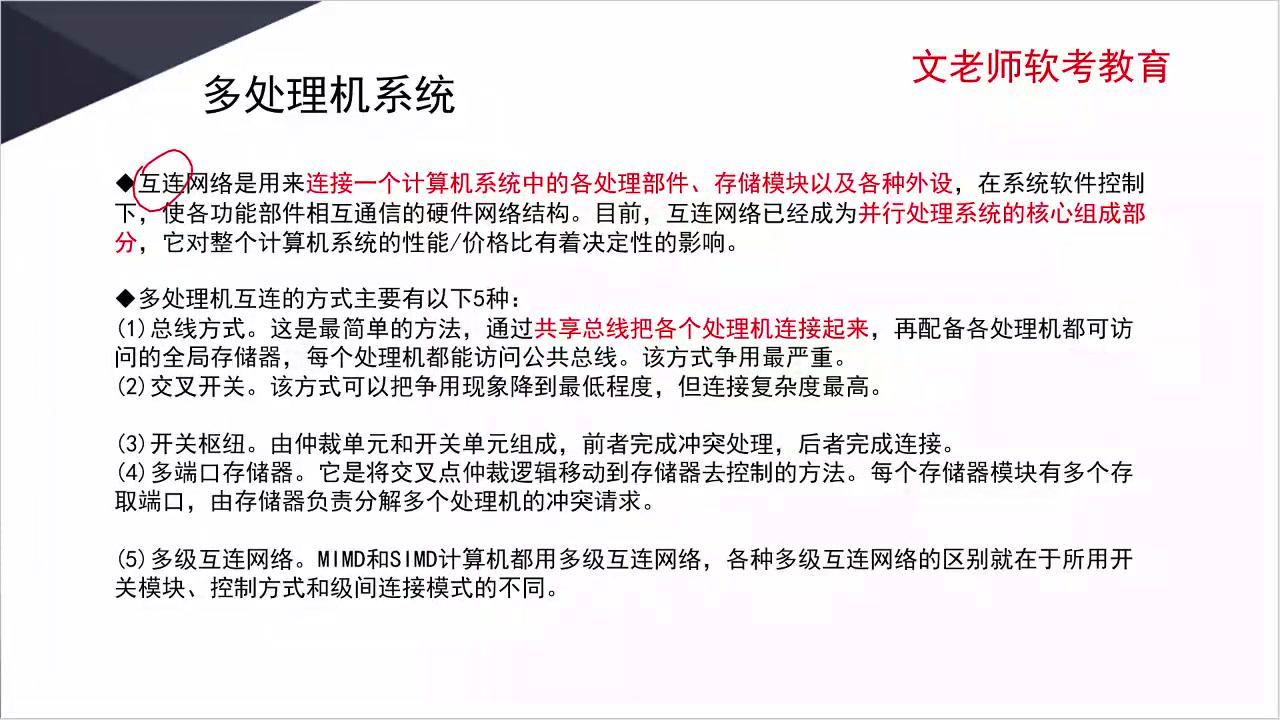 文老师软考教育
多处理机系统
◆互连网络是用来连接一个计算机系统中的各处理部件、存储模块以及各种外设，在系统软件控制
下，使各功能部件相互通信的硬件网络结构。目前，互连网络已经成为并行处理系统的核心组成部
分，它对整个计算机系统的性能/价格比有着决定性的影响。
◆多处理机互连的方式主要有以下5种：
(1)总线方式。这是最简单的方法，通过共享总线把各个处理机连接起来，再配备各处理机都可访
问的全局存储器，每个处理机都能访问公共总线。该方式争用最严重。
(2)交叉开关。该方式可以把争用现象降到最低程度，但连接复杂度最高。
(3)开关枢纽。由仲裁单元和开关单元组成，前者完成冲突处理，后者完成连接。
(4)多端口存储器。它是将交叉点仲裁逻辑移动到存储器去控制的方法。每个存储器模块有多个存
取端口，由存储器负责分解多个处理机的冲突请求。
(5)多级互连网络。MIMD和SIMD计算机都用多级互连网络，各种多级互连网络的区别就在于所用开
关模块、控制方式和级间连接模式的不同。